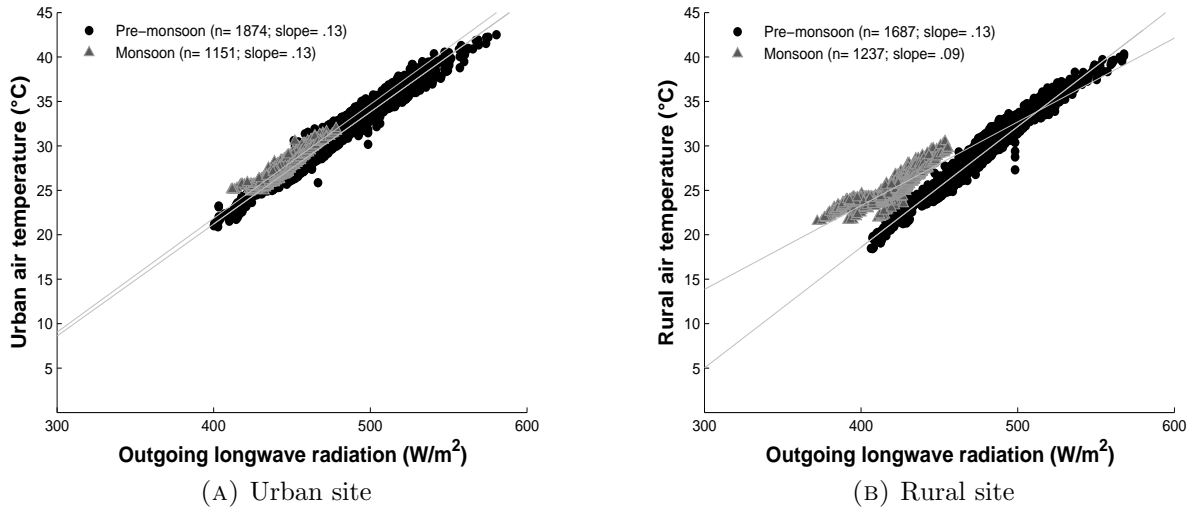 45
40
35
30
25
20
15
10
5
Urban air temperature (°C)
Pre−monsoon (n= 1874; slope= .13)
Monsoon (n= 1151; slope= .13)
300 400 500 600
Outgoing longwave radiation (W/m²)
(A) Urban site
45
40
35
30
25
20
15
10
5
Rural air temperature (°C)
Pre−monsoon (n= 1687; slope= .13)
Monsoon (n= 1237; slope= .09)
300 400 500 600
Outgoing longwave radiation (W/m²)
(B) Rural site